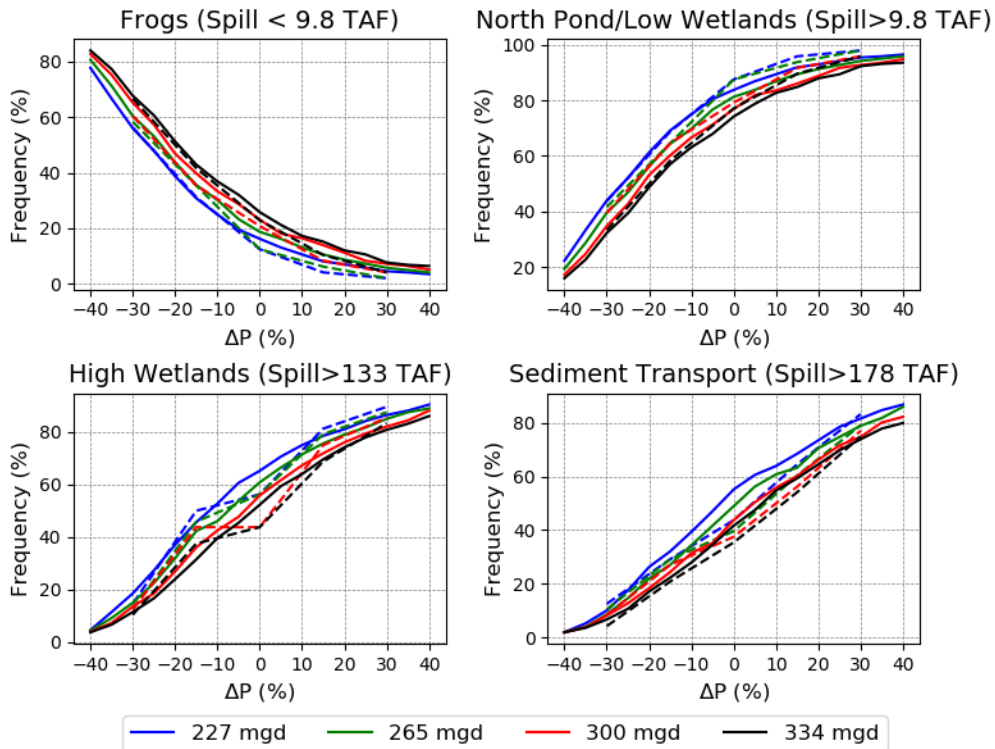 Frogs (Spill < 9.8 TAF)
Frequency (%)
80
60
40
20
0
−40 −30 −20 −10 0 10 20 30 40
ΔP (%)
North Pond/Low Wetlands (Spill>9.8 TAF)
Frequency (%)
100
80
60
40
20
−40 −30 −20 −10 0 10 20 30 40
ΔP (%)
High Wetlands (Spill>133 TAF)
Frequency (%)
80
60
40
20
0
−40 −30 −20 −10 0 10 20 30 40
ΔP (%)
Sediment Transport (Spill>178 TAF)
Frequency (%)
80
60
40
20
0
−40 −30 −20 −10 0 10 20 30 40
ΔP (%)
227 mgd 265 mgd 300 mgd 334 mgd